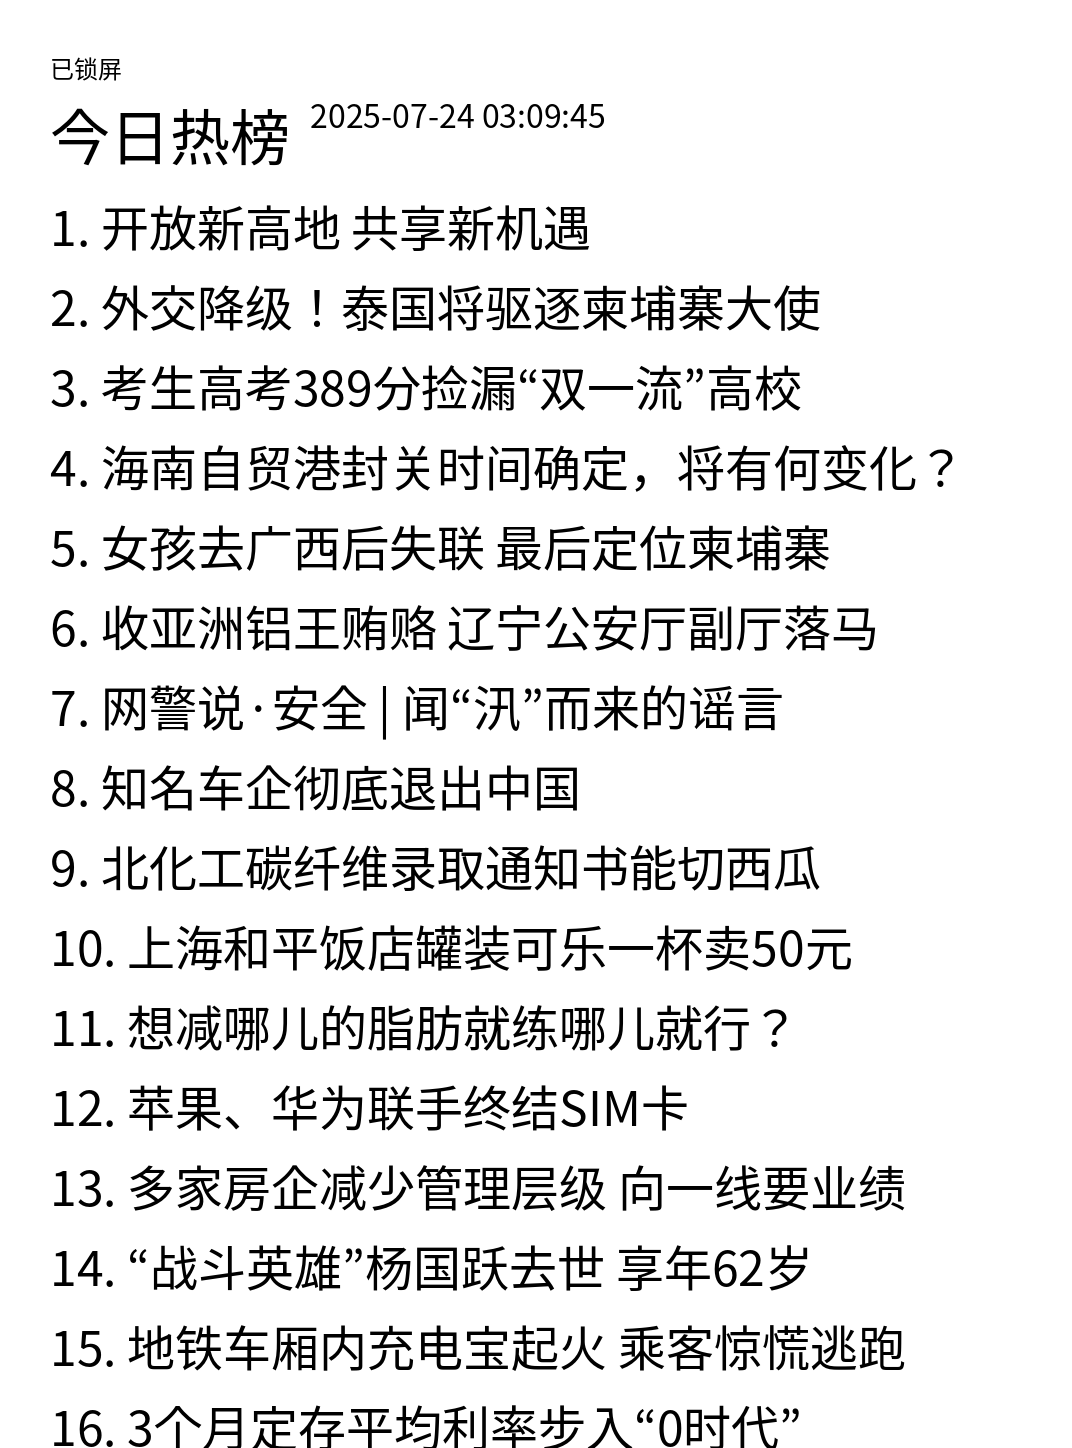 已锁屏
今日热榜 2025-07-24 03:09:45
1. 开放新高地 共享新机遇
2. 外交降级！泰国将驱逐柬埔寨大使
3. 考生高考389分捡漏“双一流”高校
4. 海南自贸港封关时间确定，将有何变化？
5. 女孩去广西后失联 最后定位柬埔寨
6. 收亚洲铝王贿赂 辽宁公安厅副厅落马
7. 网警说·安全 | 闻“汛”而来的谣言
8. 知名车企彻底退出中国
9. 北化工碳纤维录取通知书能切西瓜
10. 上海和平饭店罐装可乐一杯卖50元
11. 想减哪儿的脂肪就练哪儿就行？
12. 苹果、华为联手终结SIM卡
13. 多家房企减少管理层级 向一线要业绩
14. “战斗英雄”杨国跃去世 享年62岁
15. 地铁车厢内充电宝起火 乘客惊慌逃跑
16. 3个月定存平均利率步入“0时代”